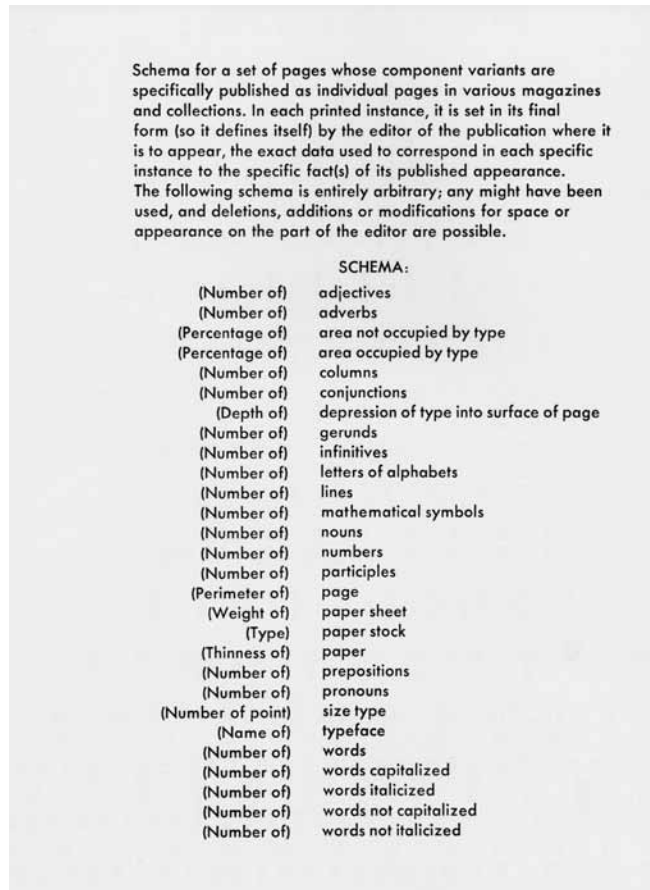 Schema for a set of pages whose component variants are
specifically published as individual pages in various magazines
and collections. In each printed instance, it is set in its final
form (so it defines itself) by the editor of the publication where it
is to appear, the exact data used to correspond in each specific
instance to the specific fact(s) of its published appearance.
The following schema is entirely arbitrary; any might have been
used, and deletions, additions or modifications for space or
appearance on the part of the editor are possible.
SCHEMA:
(Number of) adjectives
(Number of) adverbs
(Percentage of) area not occupied by type
(Percentage of) area occupied by type
(Number of) columns
(Number of) conjunctions
(Depth of) depression of type into surface of page
(Number of) gerunds
(Number of) infinitives
(Number of) letters of alphabets
(Number of) lines
(Number of) mathematical symbols
(Number of) nouns
(Number of) numbers
(Number of) participles
(Perimeter of) page
(Weight of) paper sheet
(Type) paper stock
(Thinness of) paper
(Number of) prepositions
(Number of) pronouns
(Number of point) size type
(Name of) typeface
(Number of) words
(Number of) words capitalized
(Number of) words italicized
(Number of) words not capitalized
(Number of) words not italicized